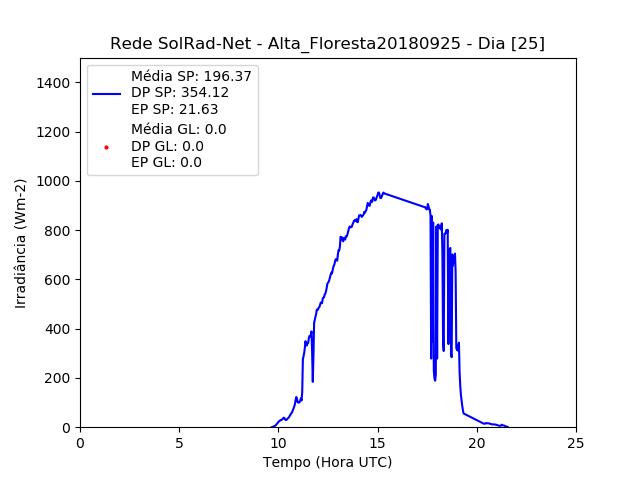 Rede SolRad-Net - Alta_Floresta20180925 - Dia [25]
Média SP: 196.37
DP SP: 354.12
EP SP: 21.63
Média GL: 0.0
DP GL: 0.0
EP GL: 0.0
Irradiância (Wm-2)
1400
1200
1000
800
600
400
200
0
0 5 10 15 20 25
Tempo (Hora UTC)